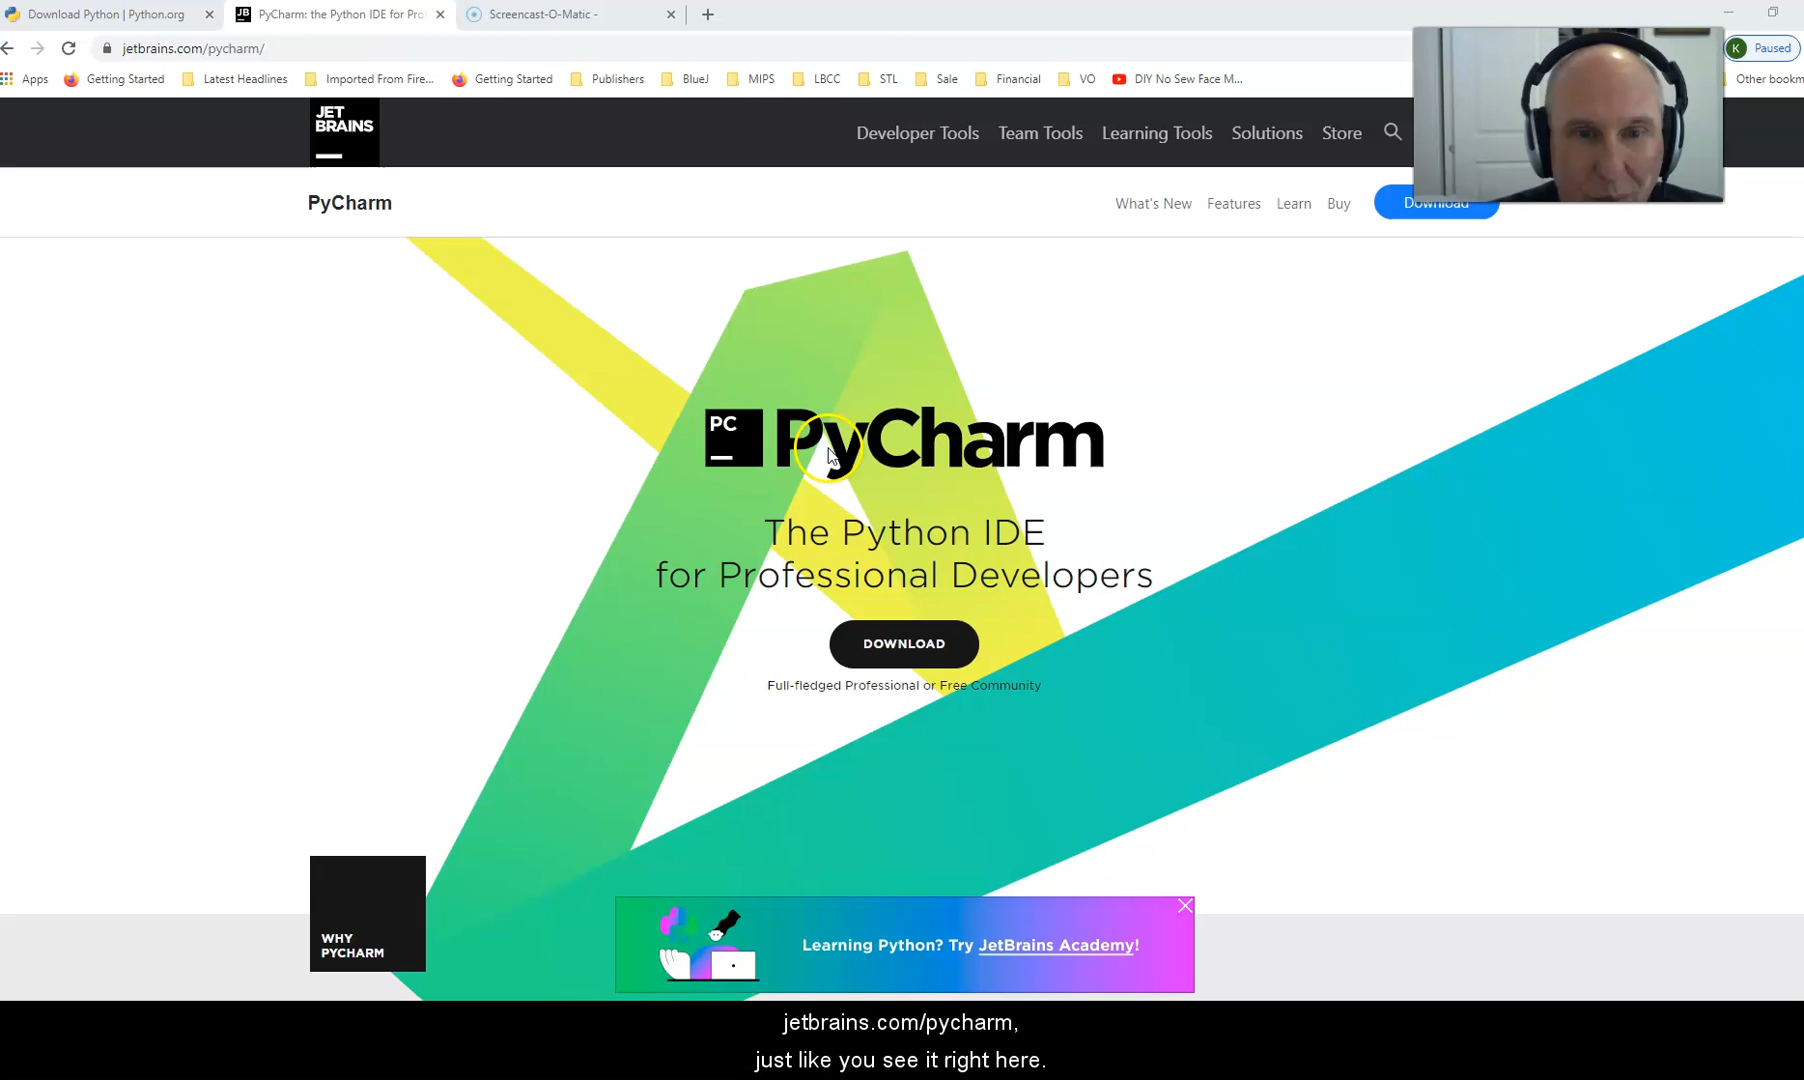 Download Python | Python.org
PyCharm: the Python IDE for Pro
Screencast-O-Matic -
jetbrains.com/pycharm/
K Paused
Apps
Getting Started
Latest Headlines
Imported From Fire...
Getting Started
Publishers
BlueJ
MIPS
LBCC
STL
Sale
Financial
VO
DIY No Sew Face M...
Other bookm
JET
BRAINS
Developer Tools
Team Tools
Learning Tools
Solutions
Store
PyCharm
What's New
Features
Learn
Buy
Download
PC
PyCharm
The Python IDE
for Professional Developers
DOWNLOAD
Full-fledged Professional or Free Community
WHY
PYCHARM
Learning Python? Try JetBrains Academy!
jetbrains.com/pycharm,
just like you see it right here.